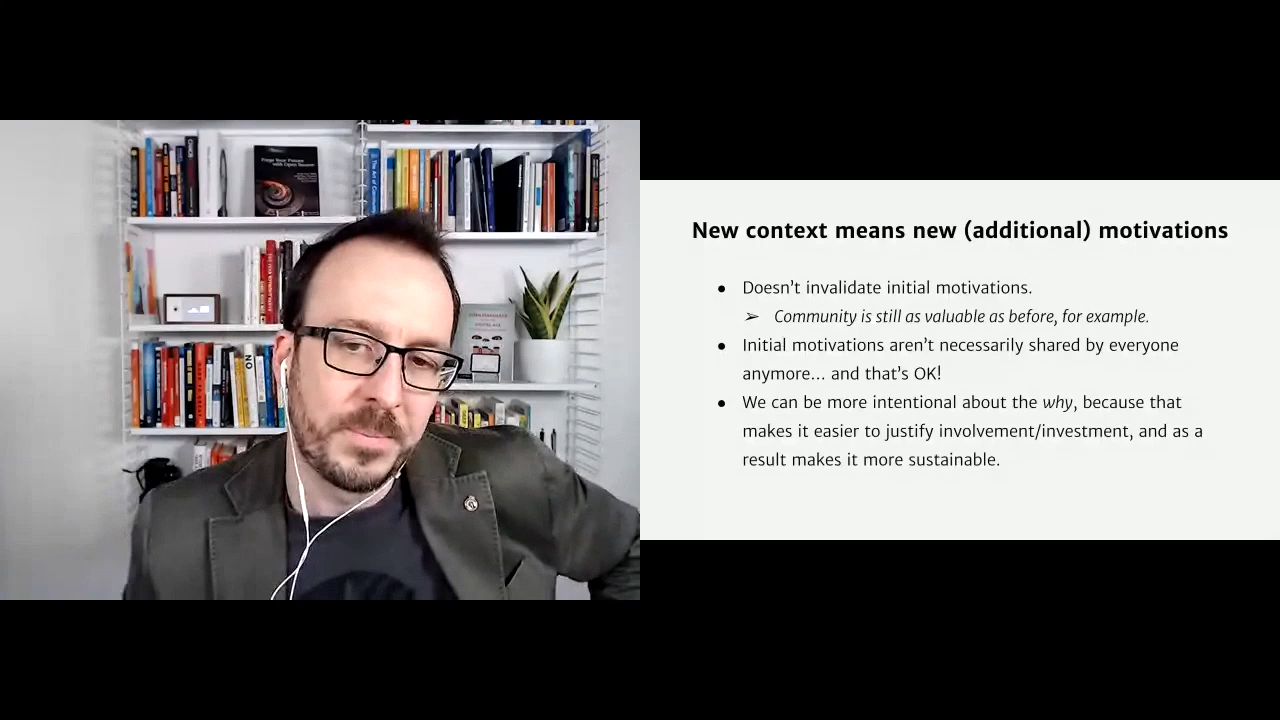 Forge Your Future
with Open Source
New context means new (additional) motivations
● Doesn’t invalidate initial motivations.
➢ Community is still as valuable as before, for example.
● Initial motivations aren’t necessarily shared by everyone
anymore… and that’s OK!
● We can be more intentional about the why, because that
makes it easier to justify involvement/investment, and as a
result makes it more sustainable.